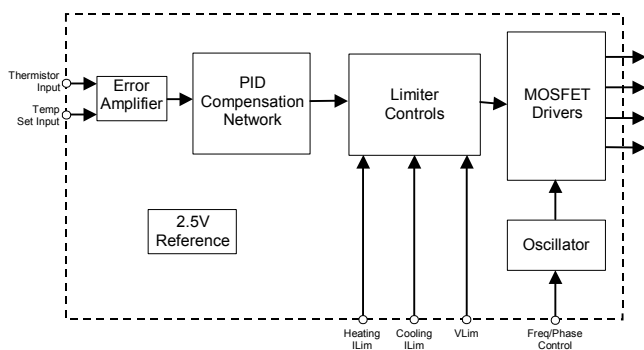 Thermistor
Input
Temp
Set Input
Error
Amplifier
PID
Compensation
Network
Limiter
Controls
MOSFET
Drivers
2.5V
Reference
Oscillator
Heating
ILim
Cooling
ILim
VLim
Freq/Phase
Control